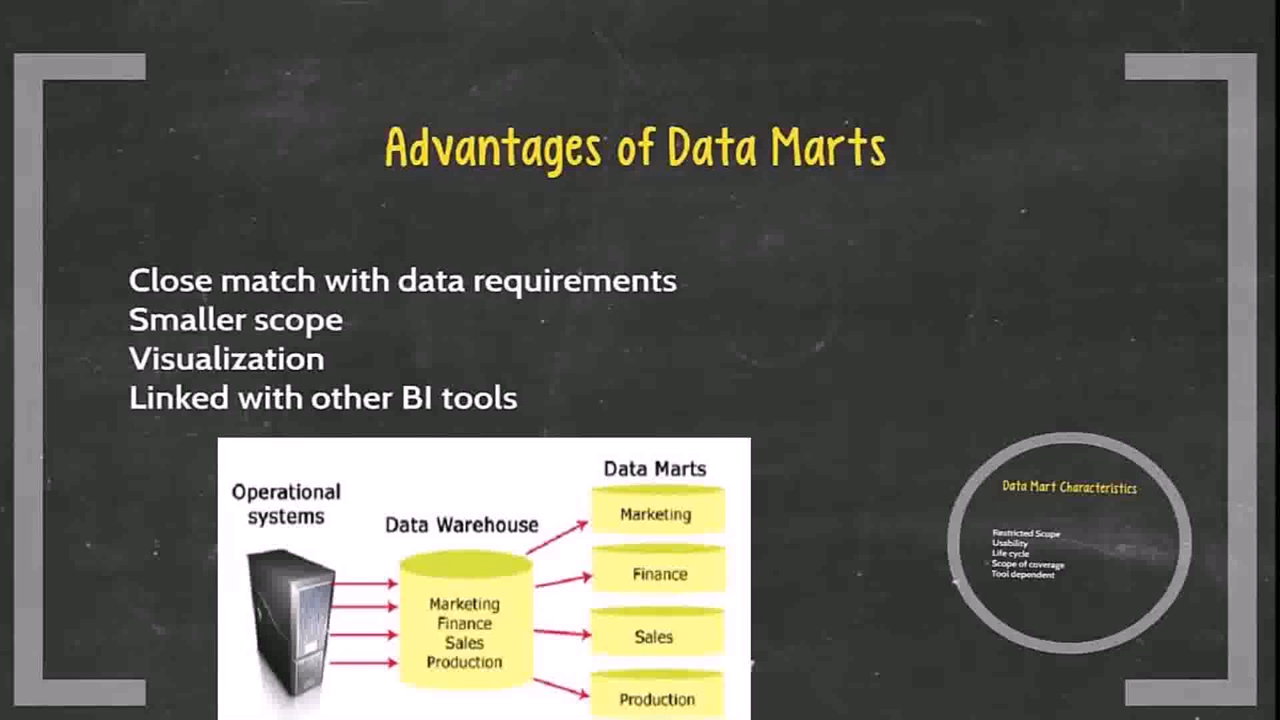 Advantages of Data Marts
Close match with data requirements
Smaller scope
Visualization
Linked with other BI tools
Operational
systems
Data Warehouse
Marketing
Finance
Sales
Production
Data Marts
Marketing
Finance
Sales
Production
Data Mart Characteristics
Restricted Scope
Usability
Life cycle
Scope of coverage
Tool dependent